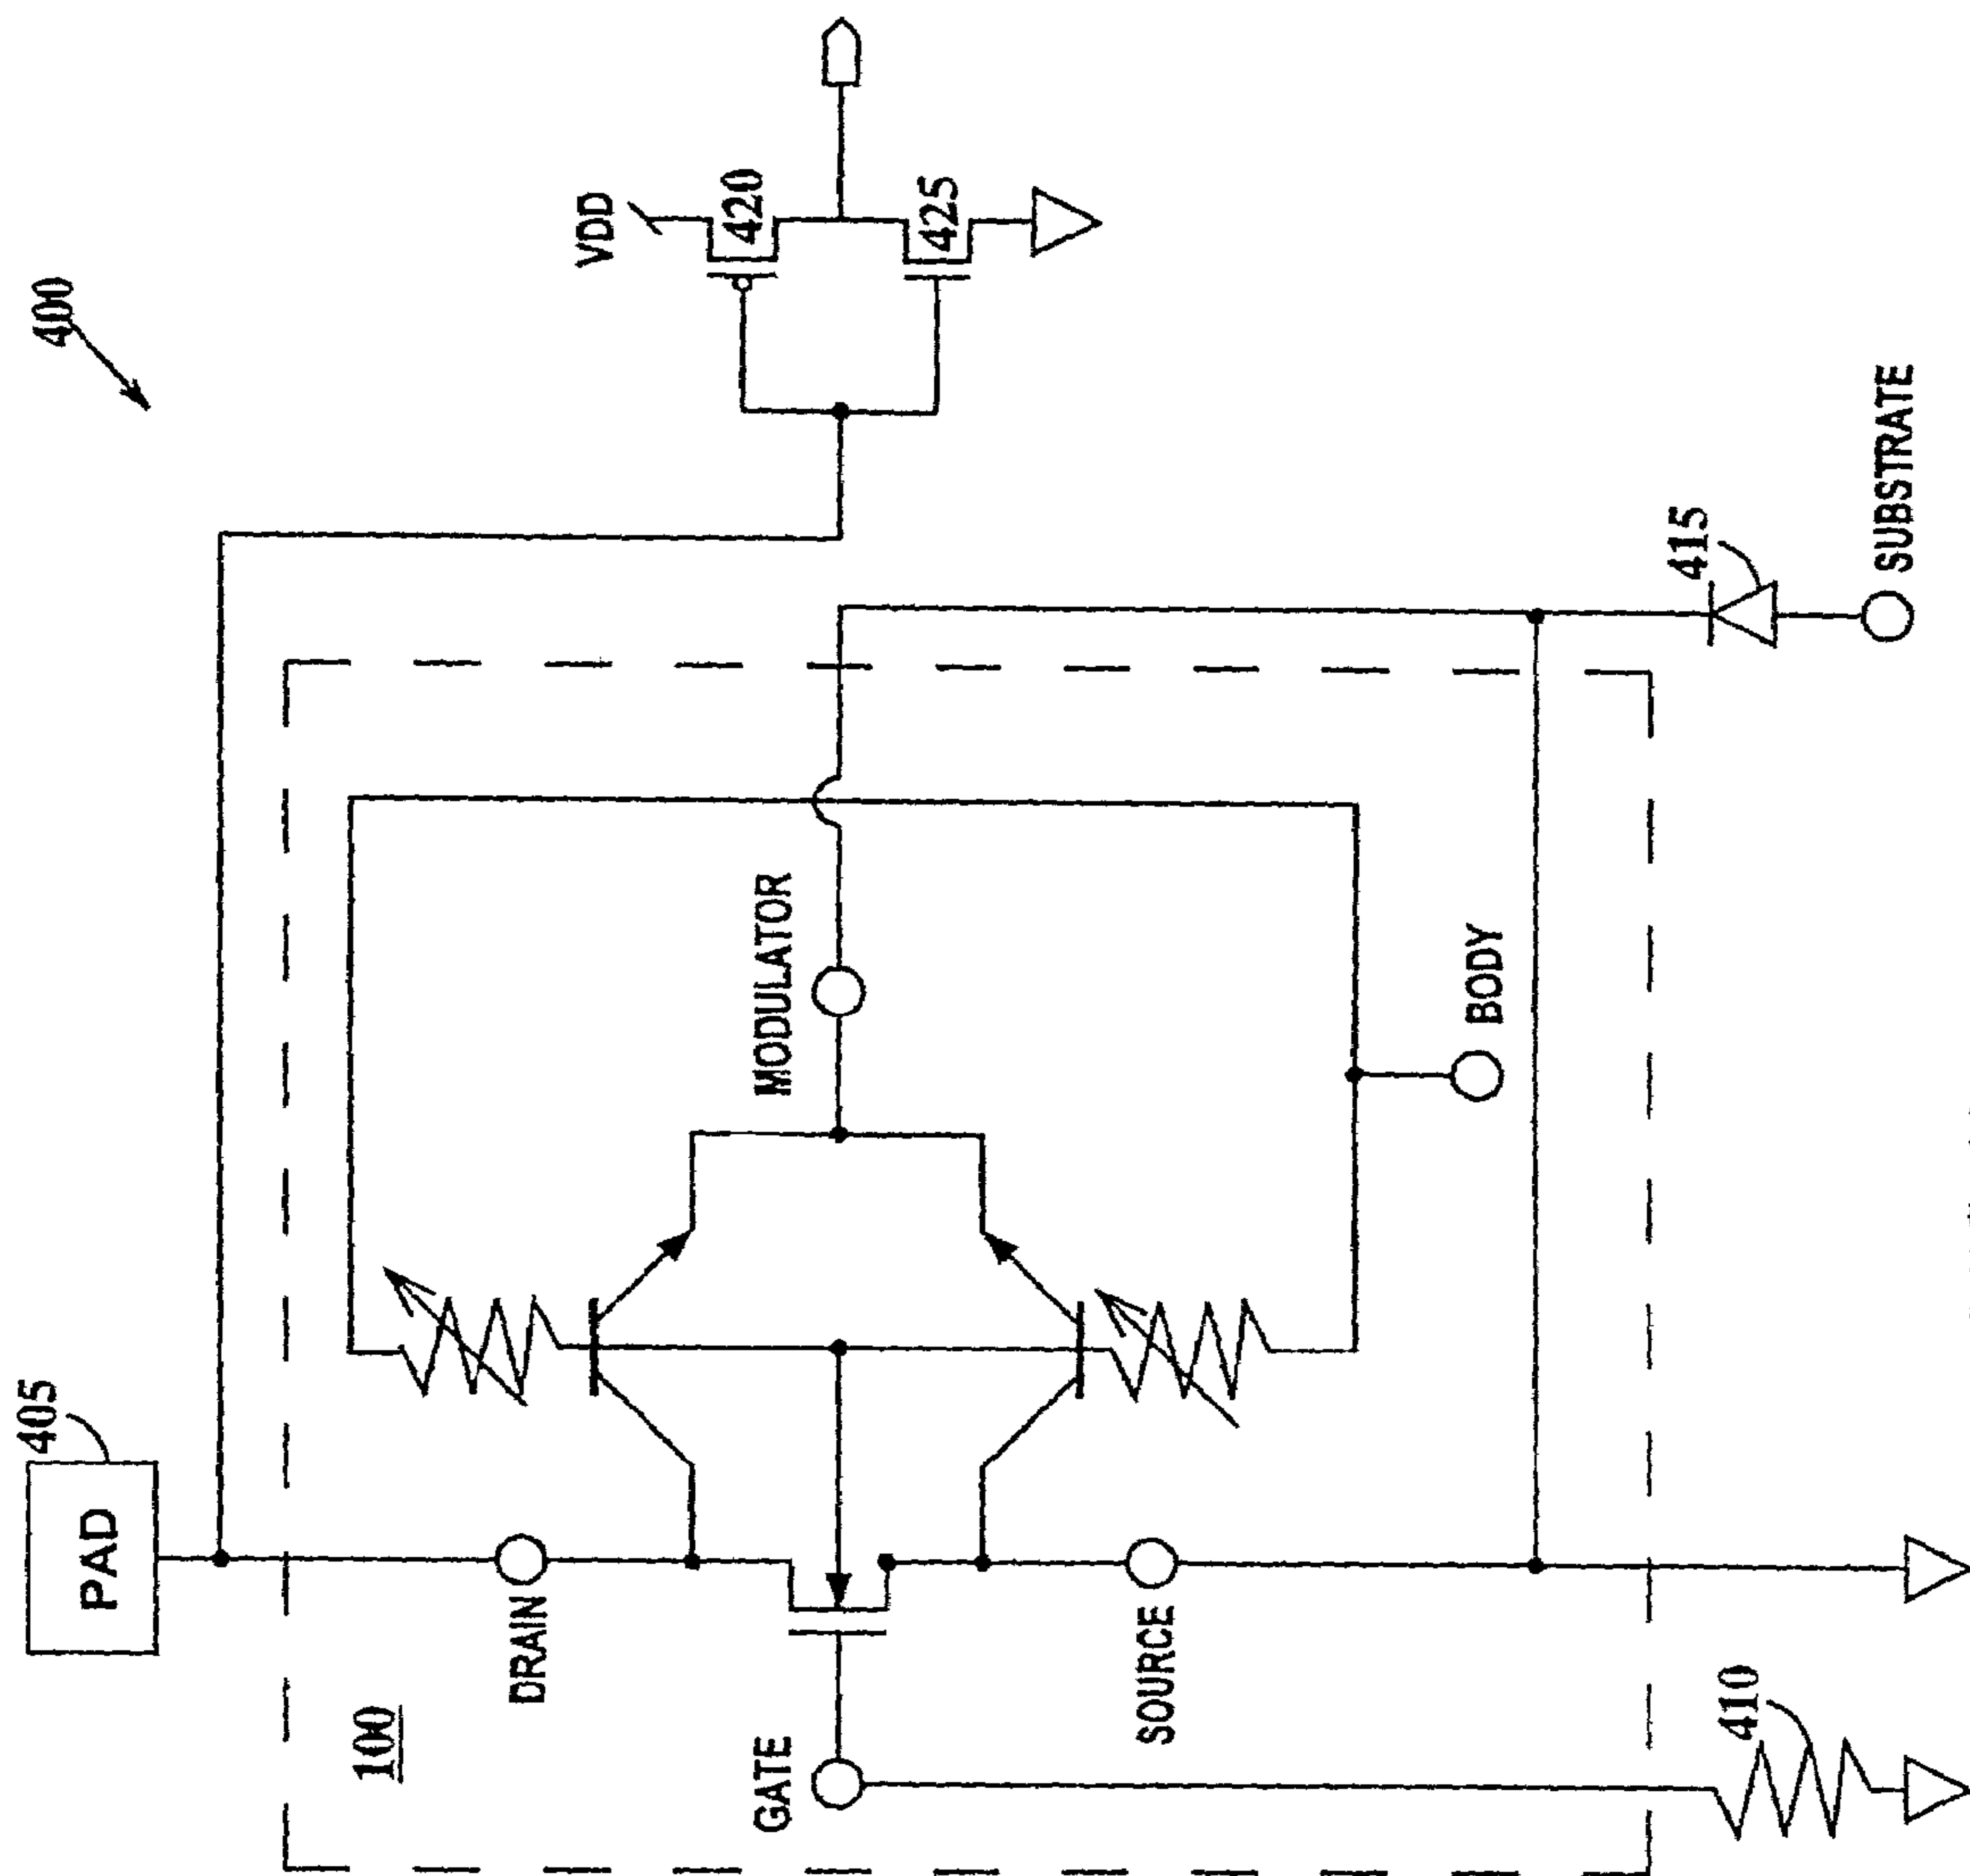 400
VDD
420
425
405
PAD
100
DRAIN
GATE
SOURCE
MODULATOR
BODY
410
415
SUBSTRATE